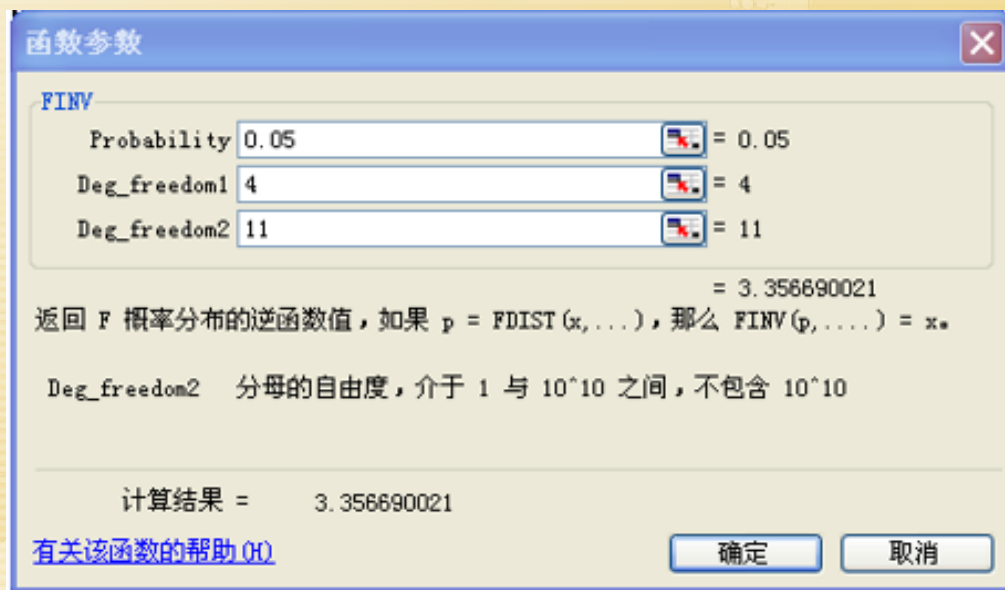 函数参数
FINV
Probability 0.05 = 0.05
Deg_freedom1 4 = 4
Deg_freedom2 11 = 11
= 3.356690021
返回 F 概率分布的逆函数值，如果 p = FDIST(x,...)，那么 FINV(p,....) = x。
Deg_freedom2 分母的自由度，介于 1 与 10^10 之间，不包含 10^10
计算结果 = 3.356690021
有关该函数的帮助(H) 确定 取消